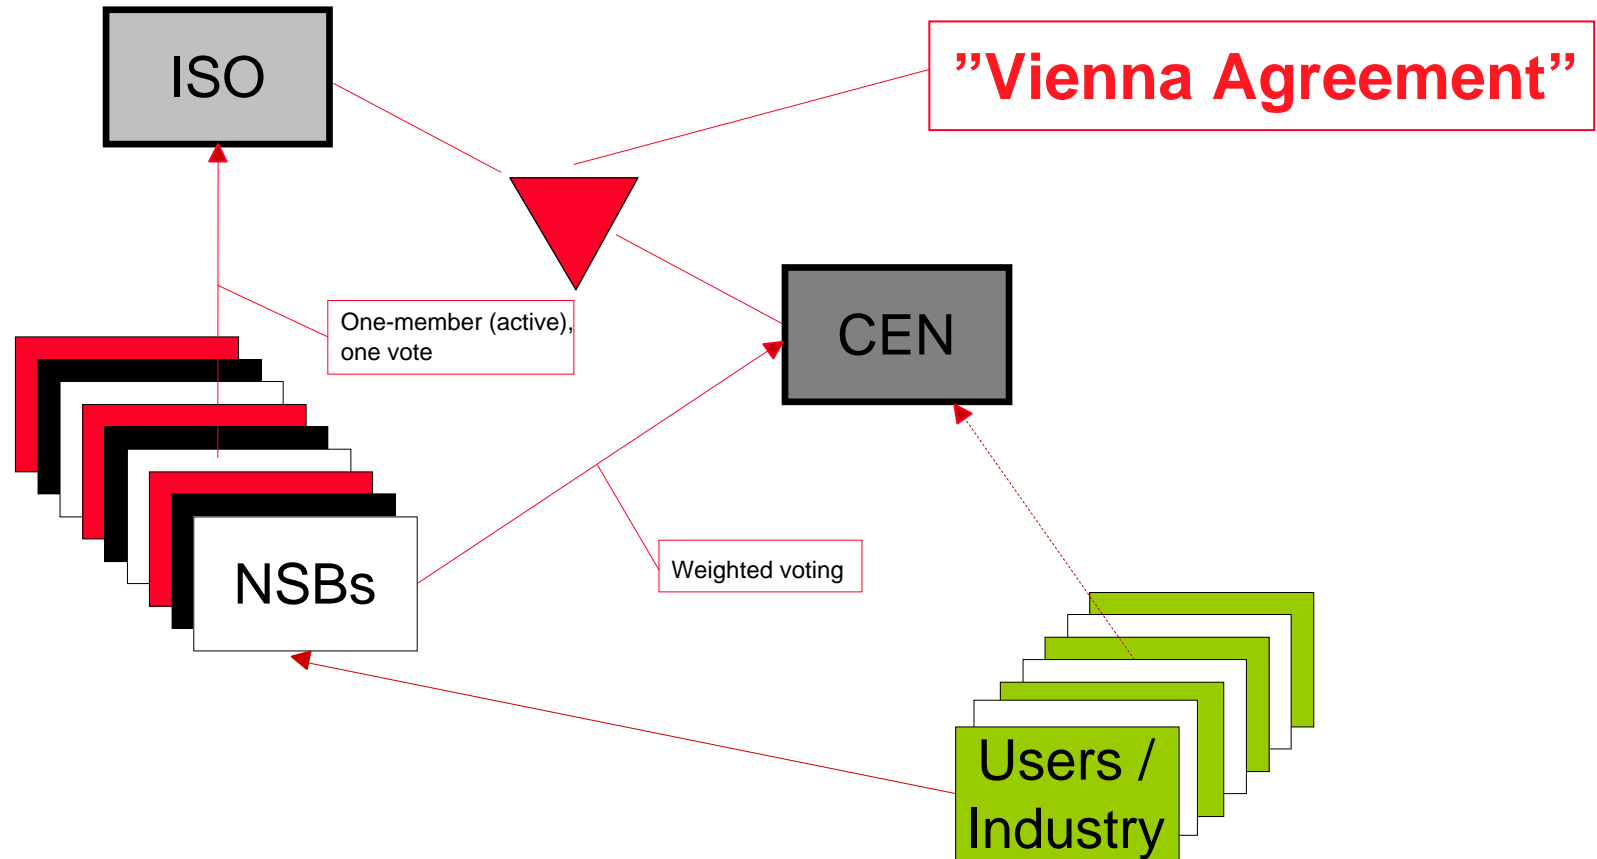 ISO
”Vienna Agreement”
One-member (active),
one vote
CEN
Weighted voting
NSBs
Users /
Industry